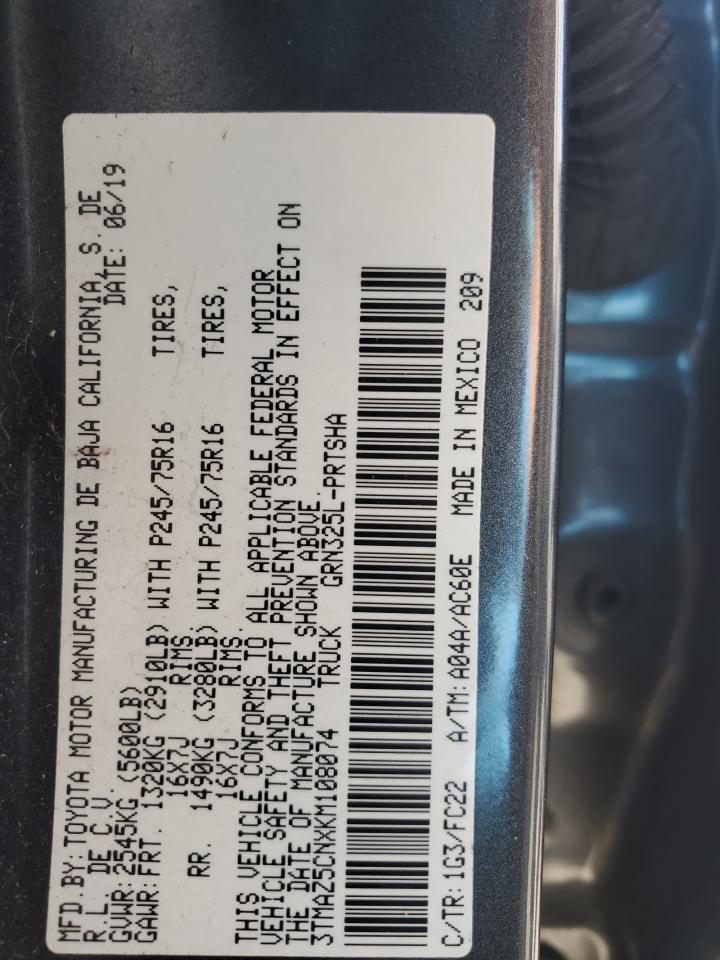 MFD BY: TOYOTA MOTOR MANUFACTURING DE BAJA CALIFORNIA, S. DE
R.L. DE C.V. DATE: 06/19
GVWR: 2545KG (5600LB)
GAWR: FRT. 1320KG (2910LB) WITH P245/75R16 TIRES,
16X7J RIMS,
RR. 1490KG (3280LB) WITH P245/75R16 TIRES,
16X7J RIMS.
THIS VEHICLE CONFORMS TO ALL APPLICABLE FEDERAL MOTOR
VEHICLE SAFETY AND THEFT PREVENTION STANDARDS IN EFFECT ON
THE DATE OF MANUFACTURE SHOWN ABOVE.
3TMAZ5CNXKM108074 TRUCK GRN325L-PRTSHA
C/TR: 1G3/FC22 A/TM: A04A/AC60E MADE IN MEXICO 209